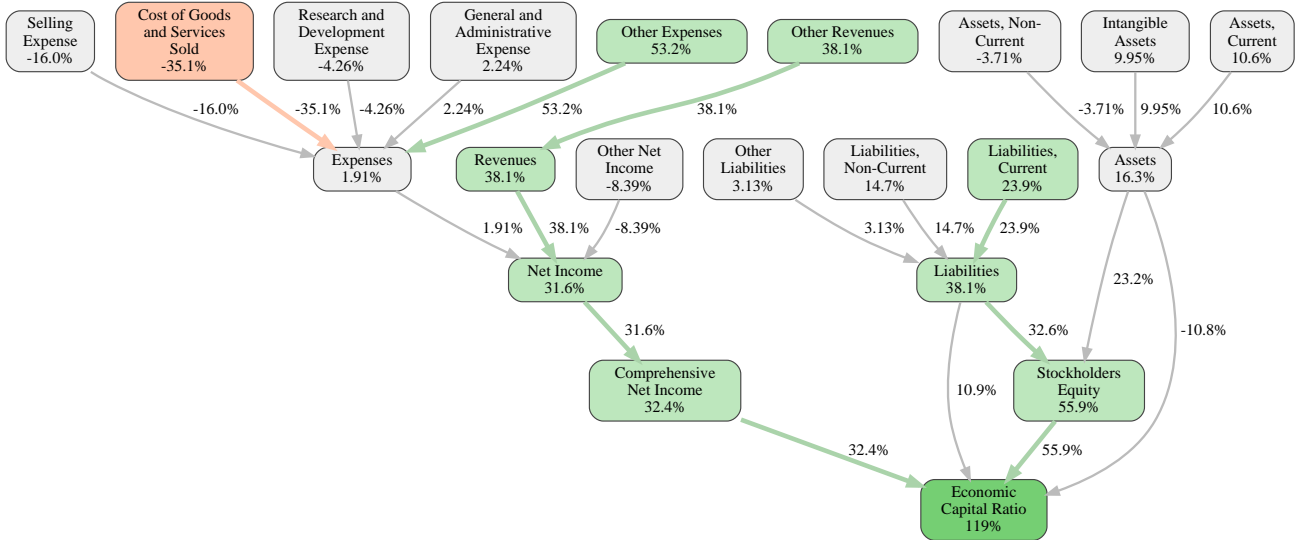 Selling
Expense
-16.0%
Cost of Goods
and Services
Sold
-35.1%
Research and
Development
Expense
-4.26%
General and
Administrative
Expense
2.24%
Other Expenses
53.2%
Other Revenues
38.1%
Assets, Non-
Current
-3.71%
Intangible
Assets
9.95%
Assets,
Current
10.6%
-16.0%
-35.1%
-4.26%
2.24%
53.2%
38.1%
-3.71%
9.95%
10.6%
Expenses
1.91%
Revenues
38.1%
Other Net
Income
-8.39%
Other
Liabilities
3.13%
Liabilities,
Non-Current
14.7%
Liabilities,
Current
23.9%
Assets
16.3%
1.91%
38.1%
-8.39%
3.13%
14.7%
23.9%
Net Income
31.6%
Liabilities
38.1%
23.2%
31.6%
32.6%
-10.8%
Comprehensive
Net Income
32.4%
10.9%
Stockholders
Equity
55.9%
32.4%
55.9%
Economic
Capital Ratio
119%